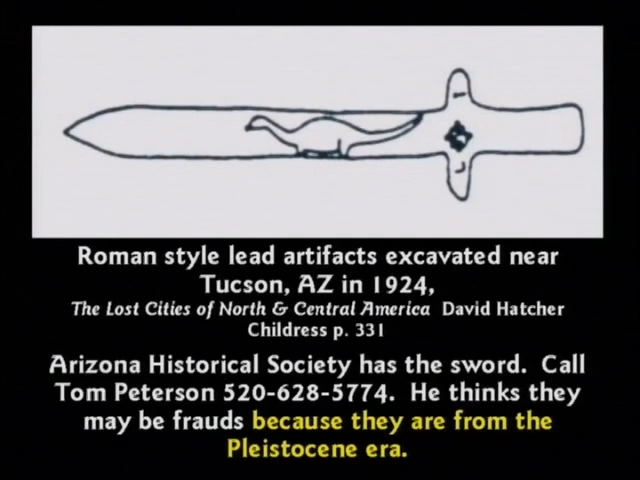 Roman style lead artifacts excavated near
Tucson, AZ in 1924,
The Lost Cities of North & Central America David Hatcher
Childress p. 331
Arizona Historical Society has the sword. Call
Tom Peterson 520-628-5774. He thinks they
may be frauds because they are from the
Pleistocene era.